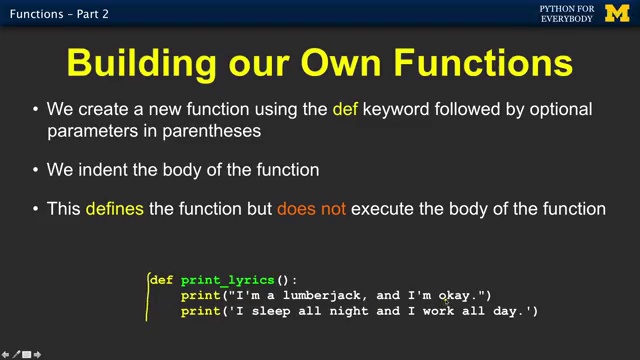 Functions – Part 2
PYTHON FOR
EVERYBODY
M
Building our Own Functions
• We create a new function using the def keyword followed by optional
parameters in parentheses
• We indent the body of the function
• This defines the function but does not execute the body of the function
def print_lyrics():
    print("I'm a lumberjack, and I'm okay.")
    print('I sleep all night and I work all day.')